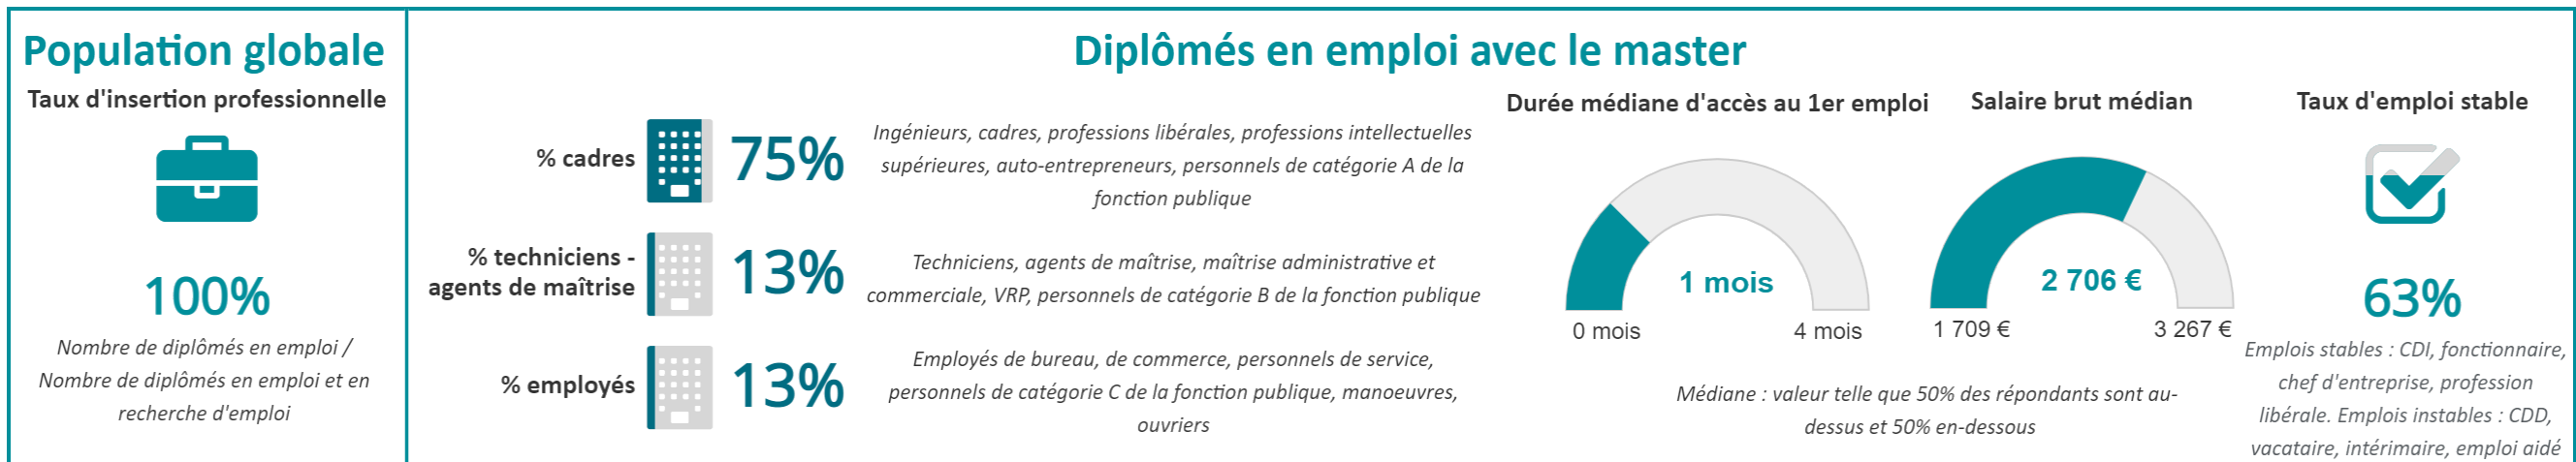 Population globale
Taux d'insertion professionnelle
100%
Nombre de diplômés en emploi /
Nombre de diplômés en emploi et en
recherche d'emploi
Diplômés en emploi avec le master
% cadres
75%
Ingénieurs, cadres, professions libérales, professions intellectuelles
supérieures, auto-entrepreneurs, personnels de catégorie A de la
fonction publique
% techniciens -
agents de maîtrise
13%
Techniciens, agents de maîtrise, maîtrise administrative et
commerciale, VRP, personnels de catégorie B de la fonction publique
% employés
13%
Employés de bureau, de commerce, personnels de service,
personnels de catégorie C de la fonction publique, manoeuvres,
ouvriers
Durée médiane d'accès au 1er emploi
1 mois
0 mois
4 mois
Salaire brut médian
2 706 €
1 709 €
3 267 €
Médiane : valeur telle que 50% des répondants sont au-
dessus et 50% en-dessous
Taux d'emploi stable
63%
Emplois stables : CDI, fonctionnaire,
chef d'entreprise, profession
libérale. Emplois instables : CDD,
vacataire, intérimaire, emploi aidé